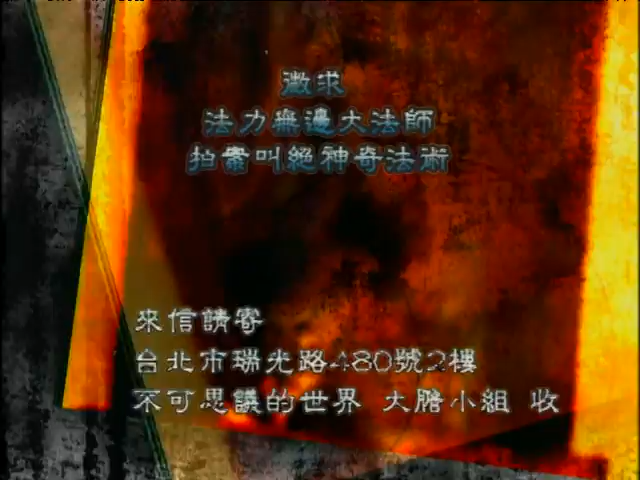 徵求
法力無邊大法師
拍案叫絕神奇法術
來信請寄
台北市瑞光路480號2樓
不可思議的世界 大膽小組 收